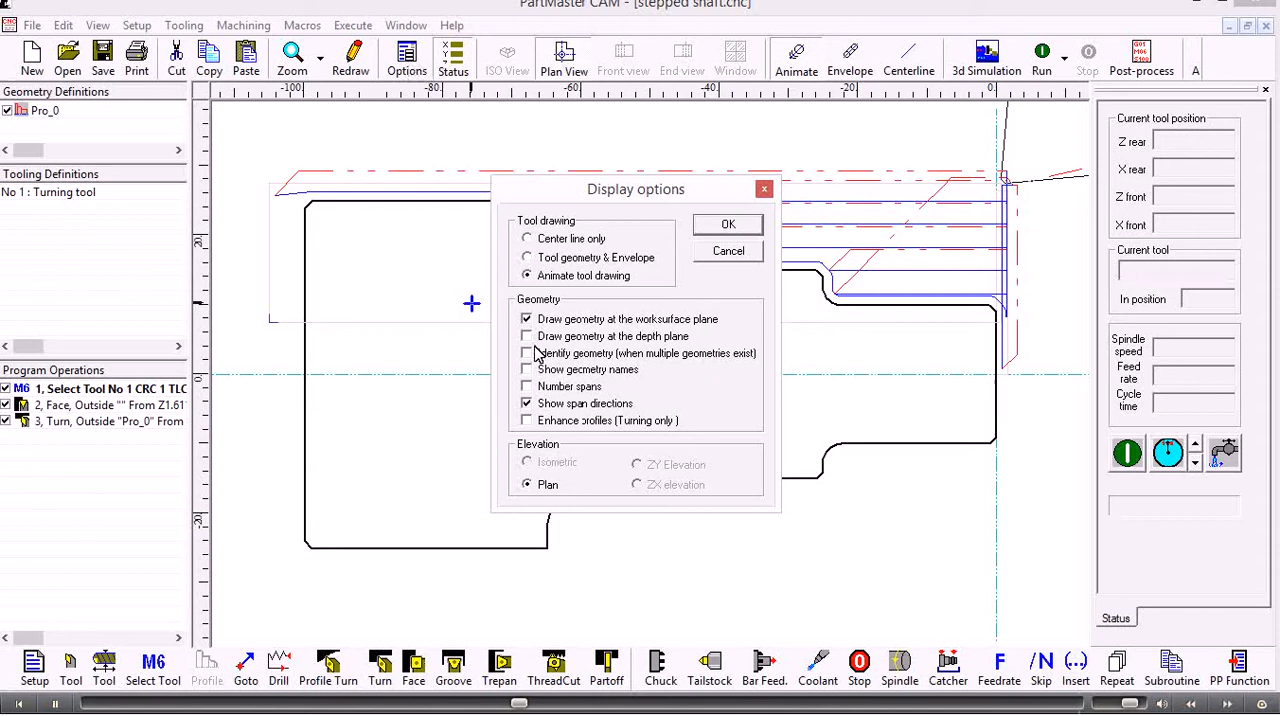 PartMaster CAM - [stepped shaft.cnc]
File Edit View Setup Tooling Machining Macros Execute Window Help
New Open Save Print Cut Copy Paste Zoom Redraw Options Status ISO View Plan View Front view End view Window Animate Envelope Centerline 3d Simulation Run Stop Post-process A
Geometry Definitions
Pro_0
Tooling Definitions
No 1 : Turning tool
Program Operations
1, Select Tool No 1 CRC 1 TLC
2, Face, Outside "" From Z1.61
3, Turn, Outside "Pro_0" From
-100 -80 -60 -40 -20 0
20
0
-20
Display options
Tool drawing
Center line only
Tool geometry & Envelope
Animate tool drawing
OK
Cancel
Geometry
Draw geometry at the worksurface plane
Draw geometry at the depth plane
Identify geometry (when multiple geometries exist)
Show geometry names
Number spans
Show span directions
Enhance profiles (Turning only )
Elevation
Isometric ZY Elevation
Plan ZX elevation
Current tool position
Z rear
X rear
Z front
X front
Current tool
In position
Spindle speed
Feed rate
Cycle time
Status
M6 F /N (..)
Setup Tool Select Tool Profile Goto Drill Profile Turn Turn Face Groove Trepan ThreadCut Partoff Chuck Tailstock Bar Feed. Coolant Stop Spindle Catcher Feedrate Skip Insert Repeat Subroutine PP Function